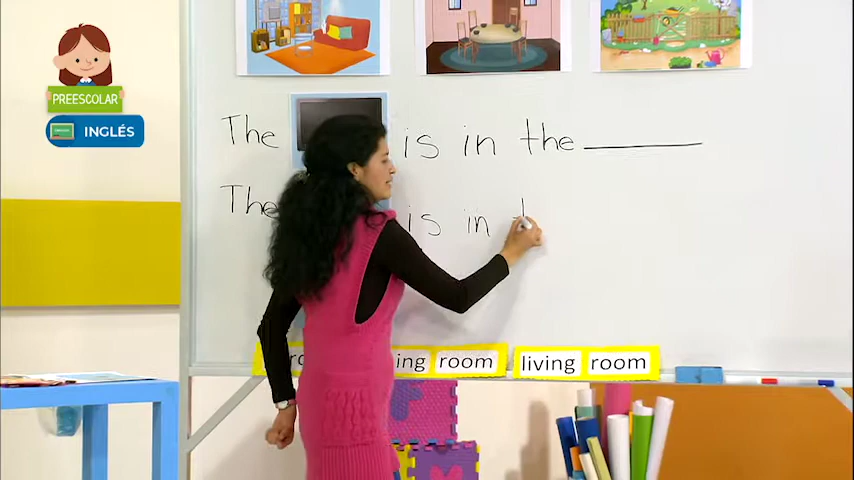 PREESCOLAR
INGLÉS
The is in the
The is in t
ing room living room